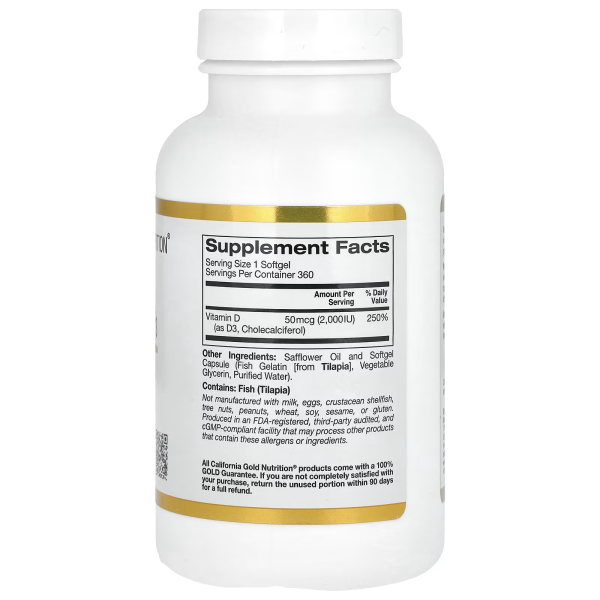 Supplement Facts
Serving Size 1 Softgel
Servings Per Container 360
Amount Per Serving
% Daily Value
Vitamin D 50 mcg (2,000 IU) 250%
(as D3, Cholecalciferol)
Other Ingredients: Safflower Oil and Softgel
Capsule (Fish Gelatin [from Tilapia], Vegetable
Glycerin, Purified Water).
Contains: Fish (Tilapia)
Not manufactured with milk, eggs, crustacean shellfish,
tree nuts, peanuts, wheat, soy, sesame, or gluten.
Produced in an FDA-registered, third-party audited, and
cGMP-compliant facility that may process other products
that contain these allergens or ingredients.
All California Gold Nutrition® products come with a 100%
GOLD Guarantee. If you are not completely satisfied with
your purchase, return the unused portion within 90 days
for a full refund.